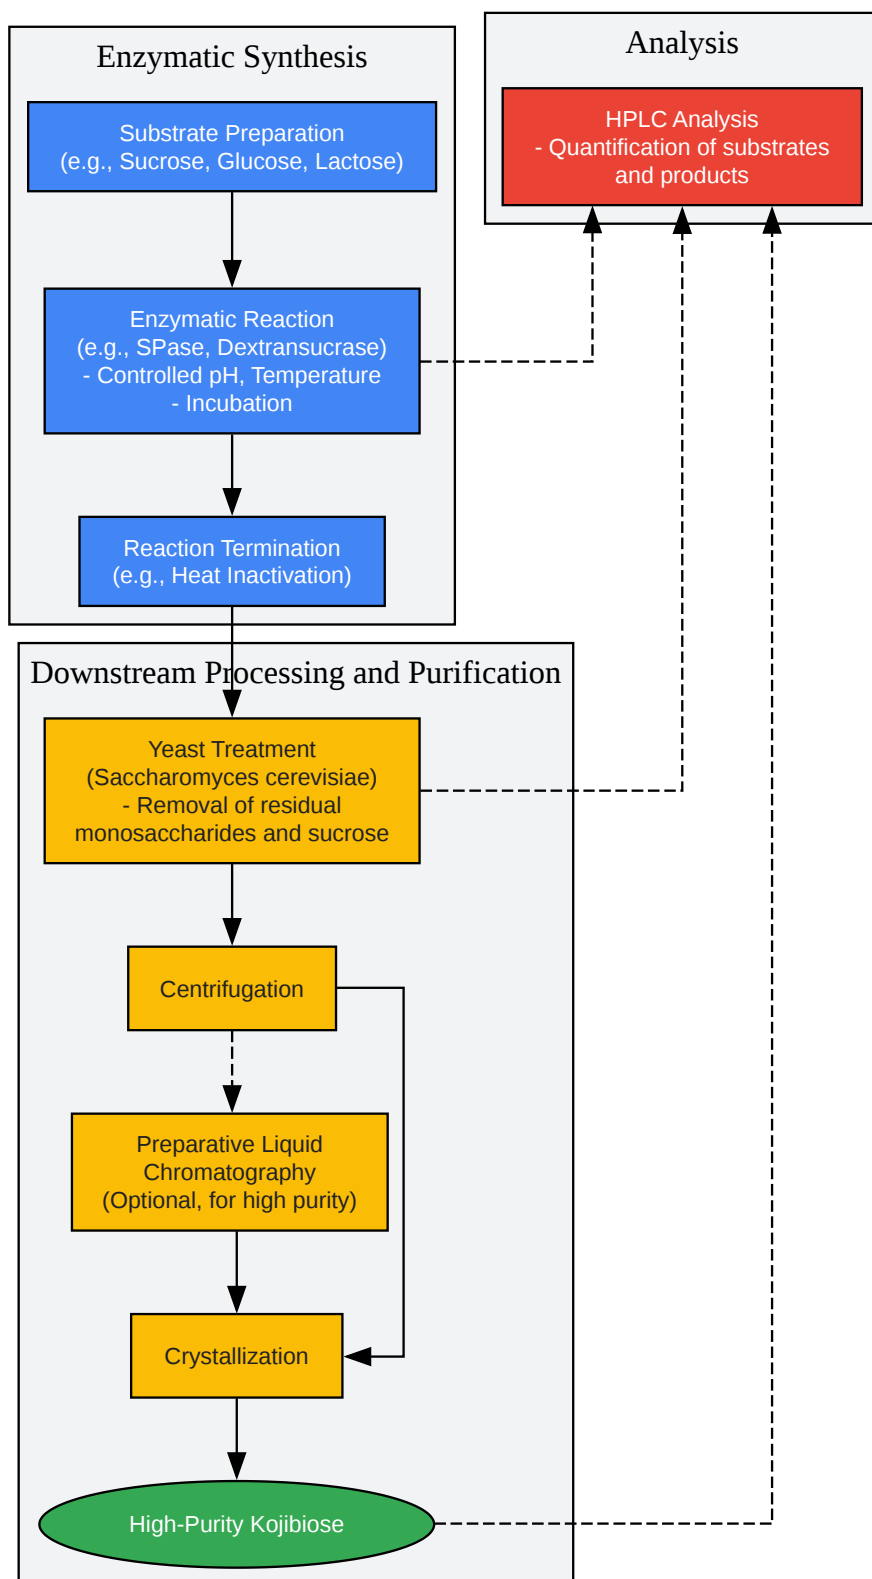 Enzymatic Synthesis
Substrate Preparation
(e.g., Sucrose, Glucose, Lactose)
Enzymatic Reaction
(e.g., SPase, Dextransucrase)
- Controlled pH, Temperature
- Incubation
Reaction Termination
(e.g., Heat Inactivation)
Analysis
HPLC Analysis
- Quantification of substrates
and products
Downstream Processing and Purification
Yeast Treatment
(Saccharomyces cerevisiae)
- Removal of residual
monosaccharides and sucrose
Centrifugation
Preparative Liquid
Chromatography
(Optional, for high purity)
Crystallization
High-Purity Kojibiose